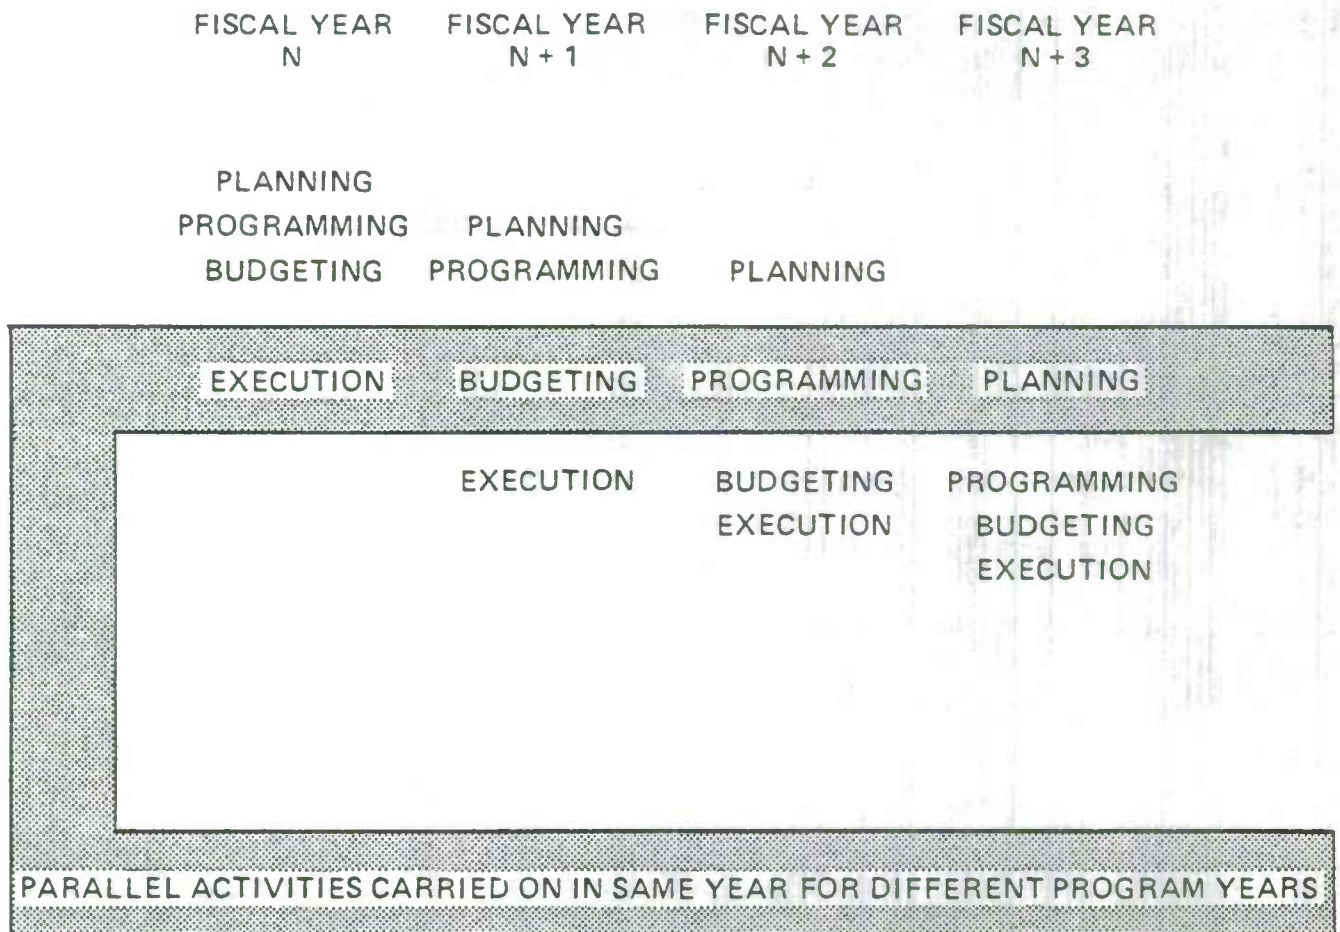 FISCAL YEAR FISCAL YEAR FISCAL YEAR FISCAL YEAR
N N + 1 N + 2 N + 3
PLANNING
PROGRAMMING PLANNING
BUDGETING PROGRAMMING PLANNING
EXECUTION BUDGETING PROGRAMMING PLANNING
EXECUTION BUDGETING PROGRAMMING
EXECUTION BUDGETING
EXECUTION
PARALLEL ACTIVITIES CARRIED ON IN SAME YEAR FOR DIFFERENT PROGRAM YEARS